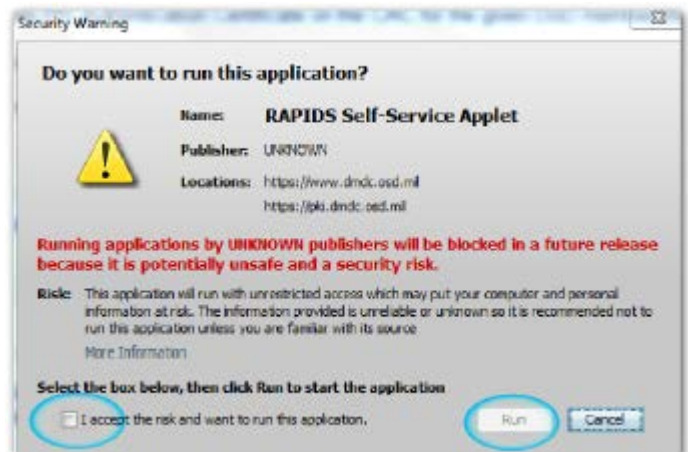 Security Warning
Do you want to run this application?
Name: RAPIDS Self-Service Applet
Publisher: UNKNOWN
Locations: https://www.dmdc.osd.mil
https://pki.dmdc.osd.mil
Running applications by UNKNOWN publishers will be blocked in a future release
because it is potentially unsafe and a security risk.
Risk: This application will run with unrestricted access which may put your computer and personal
information at risk. The information provided is unreliable or unknown so it is recommended not to
run this application unless you are familiar with its source
More Information
Select the box below, then click Run to start the application
I accept the risk and want to run this application.
Run Cancel